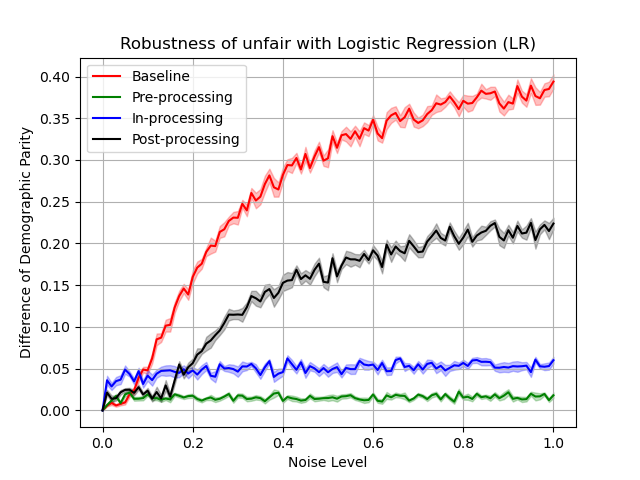 Robustness of unfair with Logistic Regression (LR)
Baseline
Pre-processing
In-processing
Post-processing
Difference of Demographic Parity
0.40
0.35
0.30
0.25
0.20
0.15
0.10
0.05
0.00
0.0 0.2 0.4 0.6 0.8 1.0
Noise Level